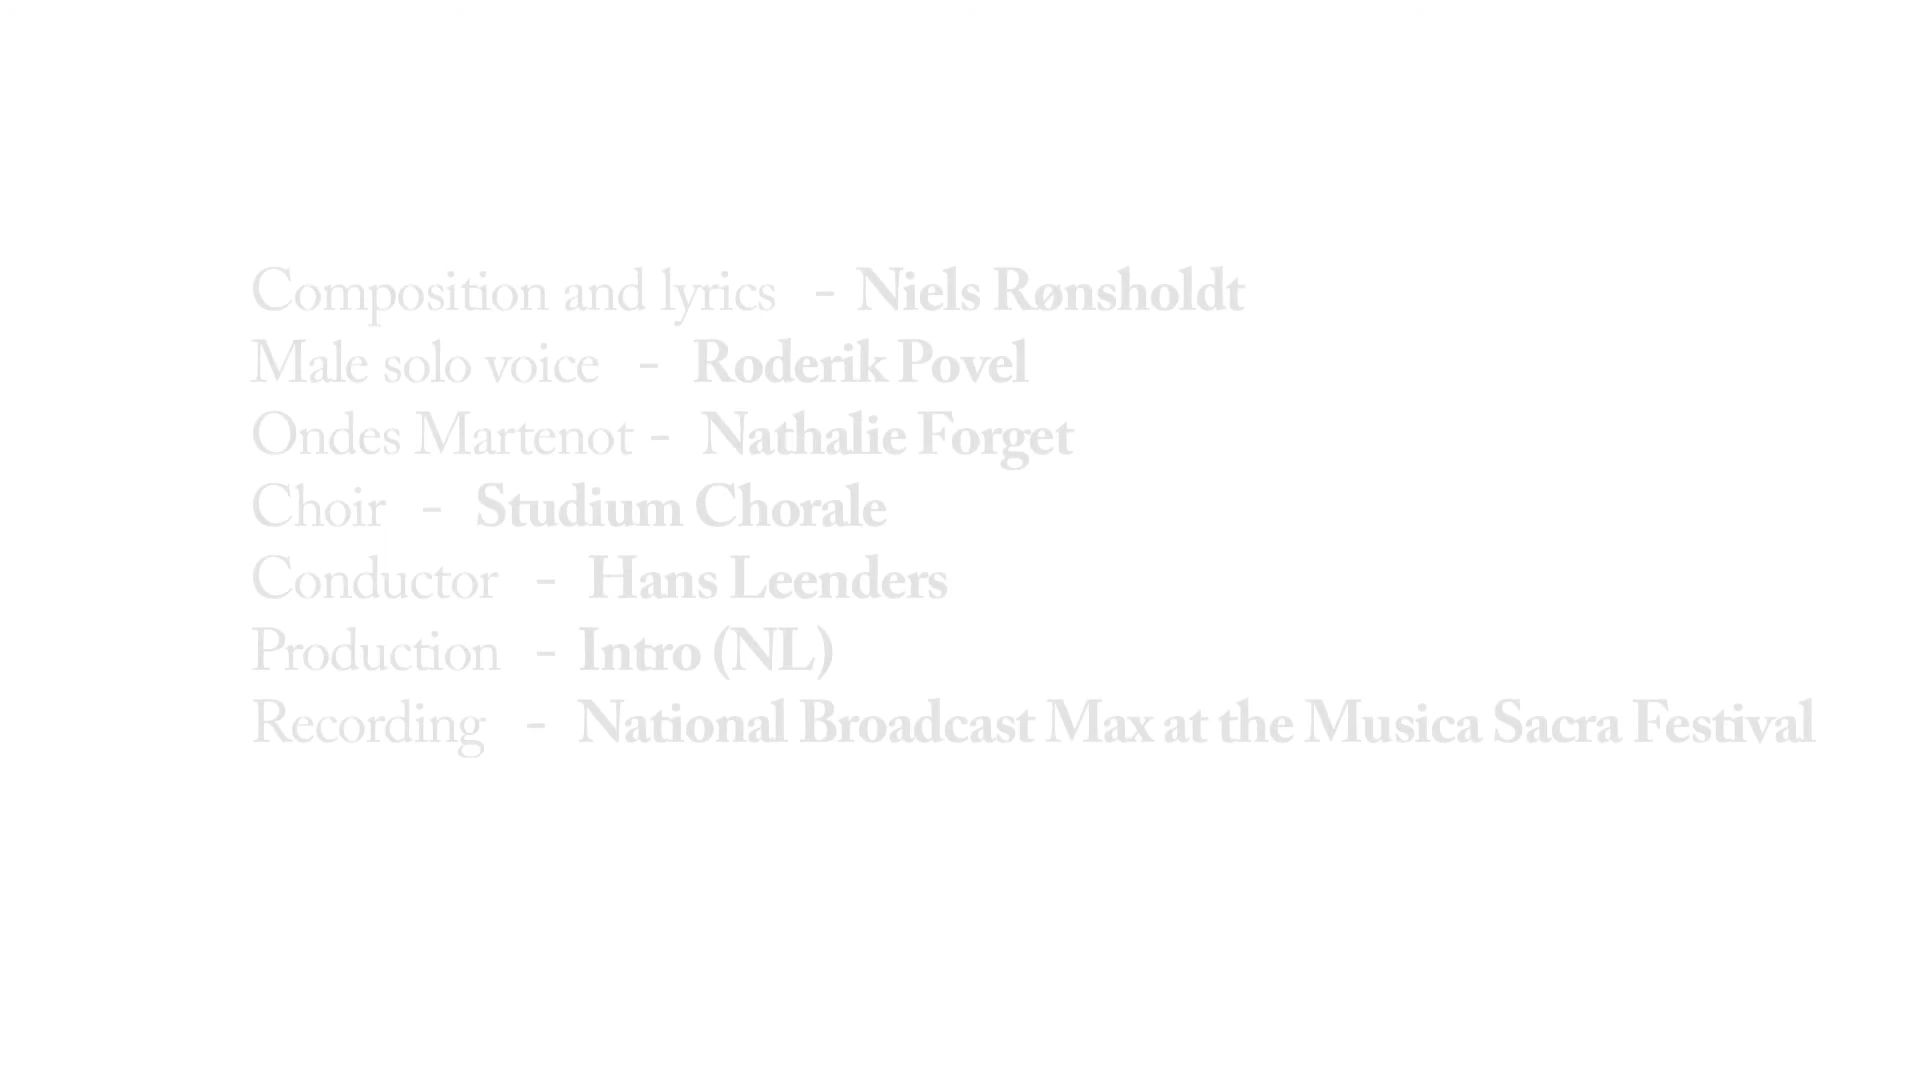 Composition and lyrics - Niels Rønsholdt
Male solo voice - Roderik Povel
Ondes Martenot - Nathalie Forget
Choir - Studium Chorale
Conductor - Hans Leenders
Production - Intro (NL)
Recording - National Broadcast Max at the Musica Sacra Festival